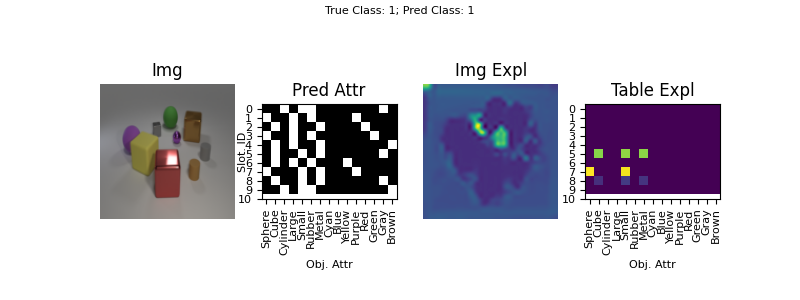 True Class: 1; Pred Class: 1
Img
Pred Attr
Img Expl
Table Expl
Slot. ID
0
1
2
3
4
5
6
7
8
9
10
Sphere
Cube
Cylinder
Large
Small
Rubber
Metal
Cyan
Blue
Yellow
Purple
Red
Green
Gray
Brown
Obj. Attr
0
1
2
3
4
5
6
7
8
9
10
Sphere
Cube
Cylinder
Large
Small
Rubber
Metal
Cyan
Blue
Yellow
Purple
Red
Green
Gray
Brown
Obj. Attr